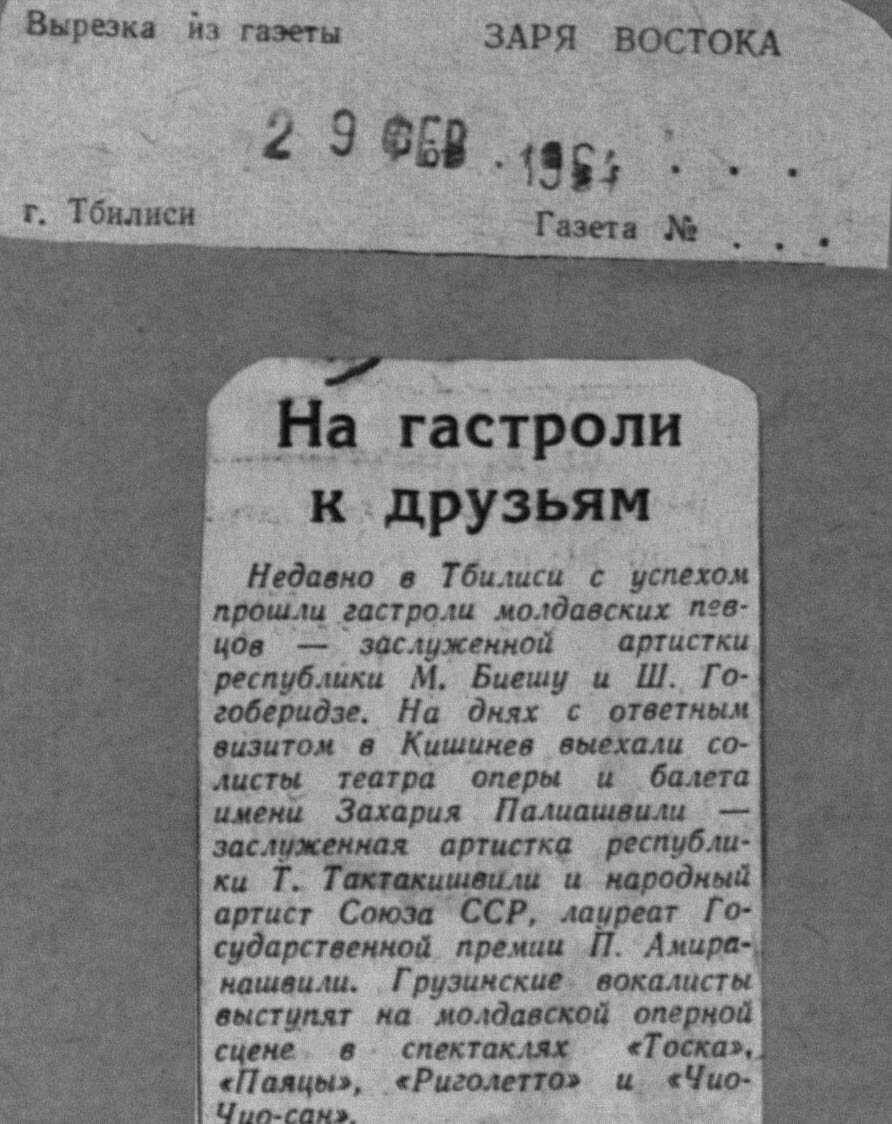 Вырезка из газеты ЗАРЯ ВОСТОКА
29 ФЕВ. 1964 . . .
г. Тбилиси Газета № . . .
На гастроли
к друзьям
Недавно в Тбилиси с успехом
прошли гастроли молдавских пев-
цов — заслуженной артистки
республики М. Биешу и Ш. Го-
гоберидзе. На днях с ответным
визитом в Кишинев выехали со-
листы театра оперы и балета
имени Захария Палиашвили —
заслуженная артистка республи-
ки Т. Тактакишвили и народный
артист Союза ССР, лауреат Го-
сударственной премии П. Амира-
нашвили. Грузинские вокалисты
выступят на молдавской оперной
сцене в спектаклях «Тоска»,
«Паяцы», «Риголетто» и «Чио-
Чио-сан».